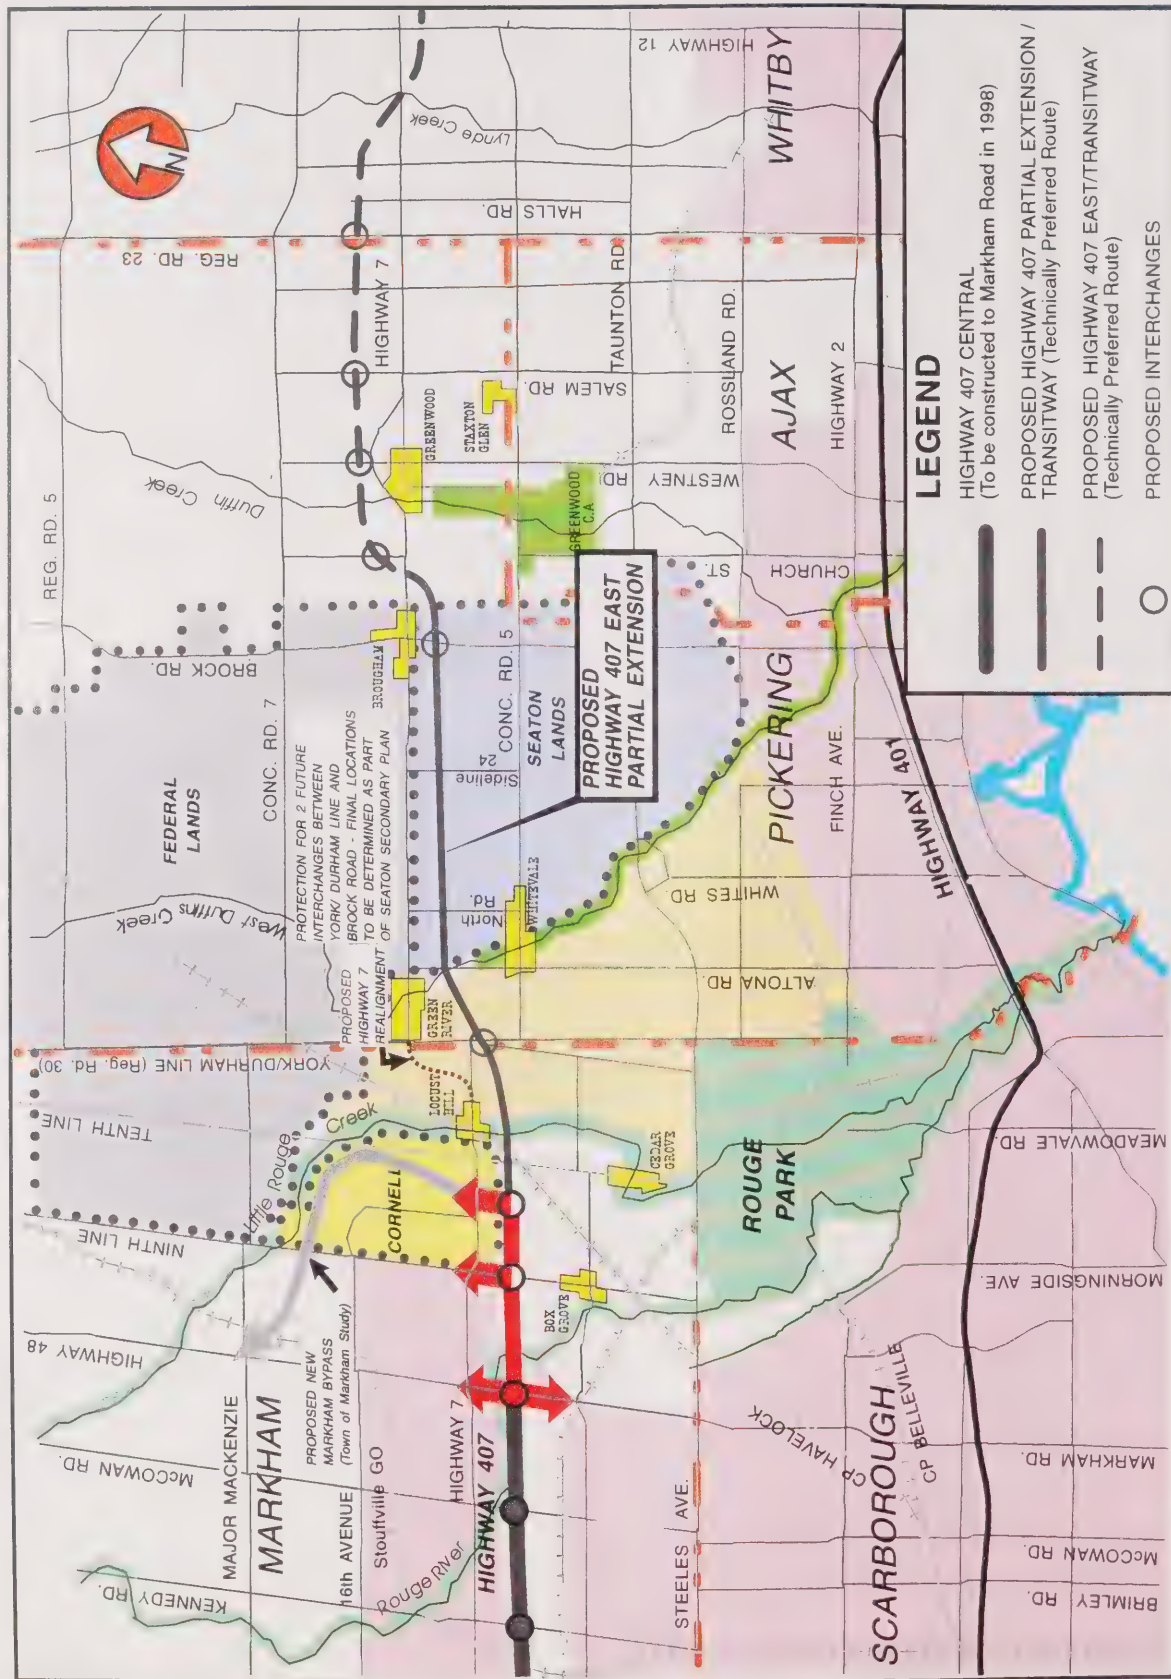 N
HIGHWAY 12
WHITBY
Lynde Creek
HALLS RD.
REG. RD. 23
HIGHWAY 7
TAUNTON RD.
SALEM RD.
ROSSLAND RD.
AJAX
HIGHWAY 2
GREENWOOD
STAXTON
GLEN
WESTNEY RD.
Duffin Creek
REG. RD. 5
GREENWOOD
C.A
CHURCH ST.
PROPOSED
HIGHWAY 407 EAST
PARTIAL EXTENSION
BROCK RD.
BROUGHAM
CONC. RD. 5
SEATON
LANDS
Sideline
24
CONC. RD. 7
FEDERAL
LANDS
PICKERING
FINCH AVE.
HIGHWAY 401
PROTECTION FOR 2 FUTURE
INTERCHANGES BETWEEN
YORK/ DURHAM LINE AND
BROCK ROAD - FINAL LOCATIONS
TO BE DETERMINED AS PART
OF SEATON SECONDARY PLAN
West Duffins Creek
North
Rd.
WHITEVALE
WHITES RD
ALTONA RD.
PROPOSED
HIGHWAY 7
REALIGNMENT
GREEN
RIVER
YORK/DURHAM LINE (Reg. Rd. 30)
LOCUST
HILL
TENTH LINE
Little Rouge Creek
CORNELL
CEDAR
GROVE
ROUGE
PARK
MEADOWVALE RD.
NINTH LINE
BOX
GROVE
MORNINGSIDE AVE.
HIGHWAY 48
PROPOSED NEW
MARKHAM BYPASS
(Town of Markham Study)
MAJOR MACKENZIE
MARKHAM
McCOWAN RD.
16th AVENUE
Stouffville GO
HIGHWAY 7
HIGHWAY 407
Rouge River
KENNEDY RD.
STEELES AVE.
CP HAVELOCK
CP BELLEVILLE
SCARBOROUGH
MARKHAM RD.
McCOWAN RD.
BRIMLEY RD.
LEGEND
HIGHWAY 407 CENTRAL
(To be constructed to Markham Road in 1998)
PROPOSED HIGHWAY 407 PARTIAL EXTENSION /
TRANSITWAY (Technically Preferred Route)
PROPOSED HIGHWAY 407 EAST/TRANSITWAY
(Technically Preferred Route)
PROPOSED INTERCHANGES